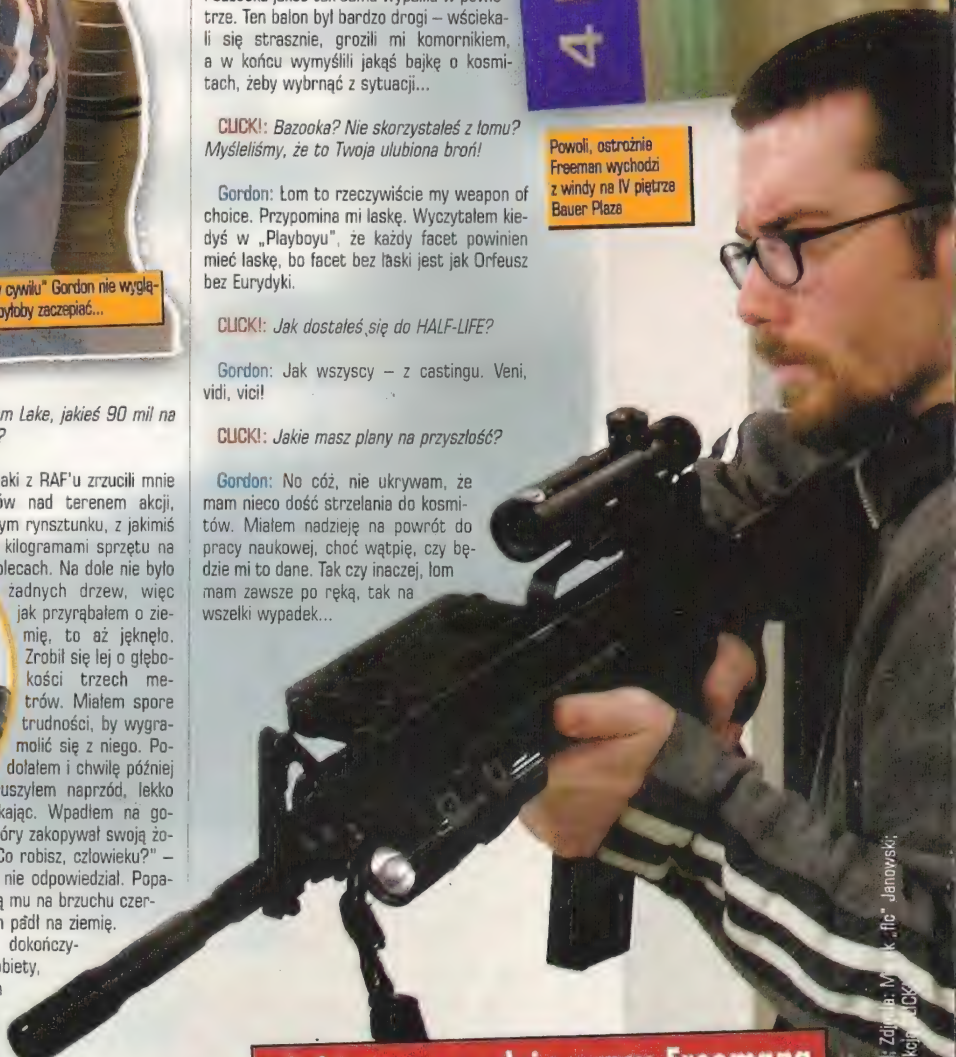 trze. Ten balon był bardzo drogi – wścieka-
li się strasznie, grozili mi komornikiem,
a w końcu wymyślili jakąś bajkę o kosmi-
tach, żeby wybrnąć z sytuacji...
CLICK!: Bazooka? Nie skorzystałeś z łomu?
Myśleliśmy, że to Twoja ulubiona broń!
Gordon: Łom to rzeczywiście my weapon of
choice. Przypomina mi laskę. Wyczytałem kie-
dyś w „Playboyu", że każdy facet powinien
mieć laskę, bo facet bez laski jest jak Orfeusz
bez Eurydyki.
CLICK!: Jak dostałeś się do HALF-LIFE?
Gordon: Jak wszyscy – z castingu. Veni,
vidi, vici!
CLICK!: Jakie masz plany na przyszłość?
Gordon: No cóż, nie ukrywam, że
mam nieco dość strzelania do kosmi-
tów. Miałem nadzieję na powrót do
pracy naukowej, choć wątpię, czy bę-
dzie mi to dane. Tak czy inaczej, łom
mam zawsze po ręką, tak na
wszelki wypadek...
4
Powoli, ostrożnie
Freeman wychodzi
z windy na IV piętrze
Bauer Plaza
cywilu" Gordon nie wyglą-
byłoby zaczepiać...
m Lake, jakieś 90 mil na
?
aki z RAF'u zrzucili mnie
ów nad terenem akcji,
ym rynsztunku, z jakimiś
kilogramami sprzętu na
plecach. Na dole nie było
żadnych drzew, więc
jak przyrąbałem o zie-
mię, to aż jęknęło.
Zrobił się lej o głębo-
kości trzech me-
trów. Miałem spore
trudności, by wygra-
molić się z niego. Po-
dołałem i chwilę później
uszyłem naprzód, lekko
kając. Wpadłem na go-
óry zakopywał swoją żo-
Co robisz, człowieku?" –
nie odpowiedział. Popa-
ą mu na brzuchu czer-
padł na ziemię.
dokończy-
obiety,
Zdjęcia:
„flc" Janowski;